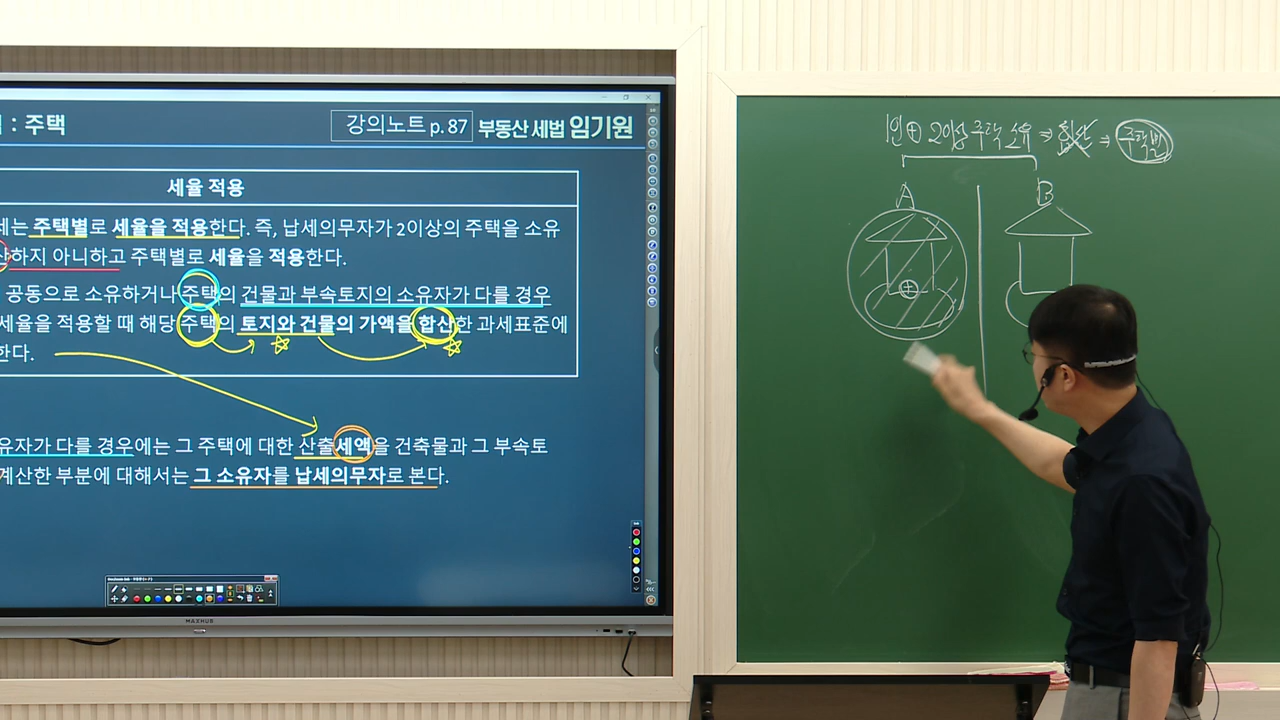 : 주택
강의노트 p. 87 부동산 세법 임기원
세율 적용
세는 주택별로 세율을 적용한다. 즉, 납세의무자가 2이상의 주택을 소유
산하지 아니하고 주택별로 세율을 적용한다.
공동으로 소유하거나 주택의 건물과 부속토지의 소유자가 다를 경우
세율을 적용할 때 해당 주택의 토지와 건물의 가액을 합산한 과세표준에
한다.
유자가 다를 경우에는 그 주택에 대한 산출세액을 건축물과 그 부속토
계산한 부분에 대해서는 그 소유자를 납세의무자로 본다.
MAXHUB
2이상 주택 소유 ⇒ 합산 ⇒ 주택별
A B